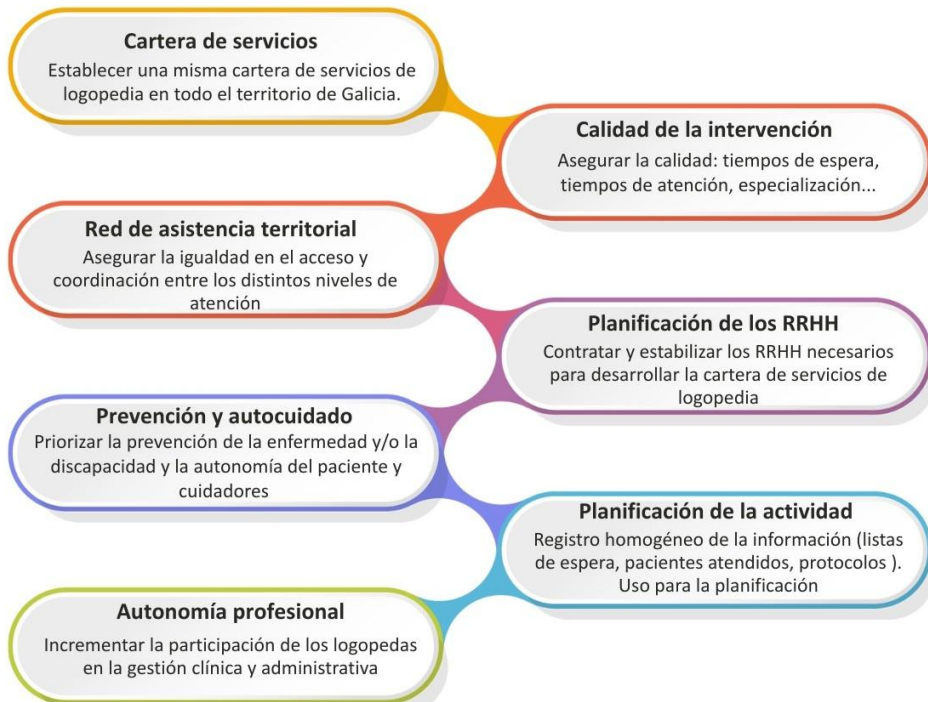 Cartera de servicios
Establecer una misma cartera de servicios de
logopedia en todo el territorio de Galicia.
Calidad de la intervención
Asegurar la calidad: tiempos de espera,
tiempos de atención, especialización...
Red de asistencia territorial
Asegurar la igualdad en el acceso y
coordinación entre los distintos niveles de
atención
Planificación de los RRHH
Contratar y estabilizar los RRHH necesarios
para desarrollar la cartera de servicios de
logopedia
Prevención y autocuidado
Priorizar la prevención de la enfermedad y/o la
discapacidad y la autonomía del paciente y
cuidadores
Planificación de la actividad
Registro homogéneo de la información (listas
de espera, pacientes atendidos, protocolos ).
Uso para la planificación
Autonomía profesional
Incrementar la participación de los logopedas
en la gestión clínica y administrativa